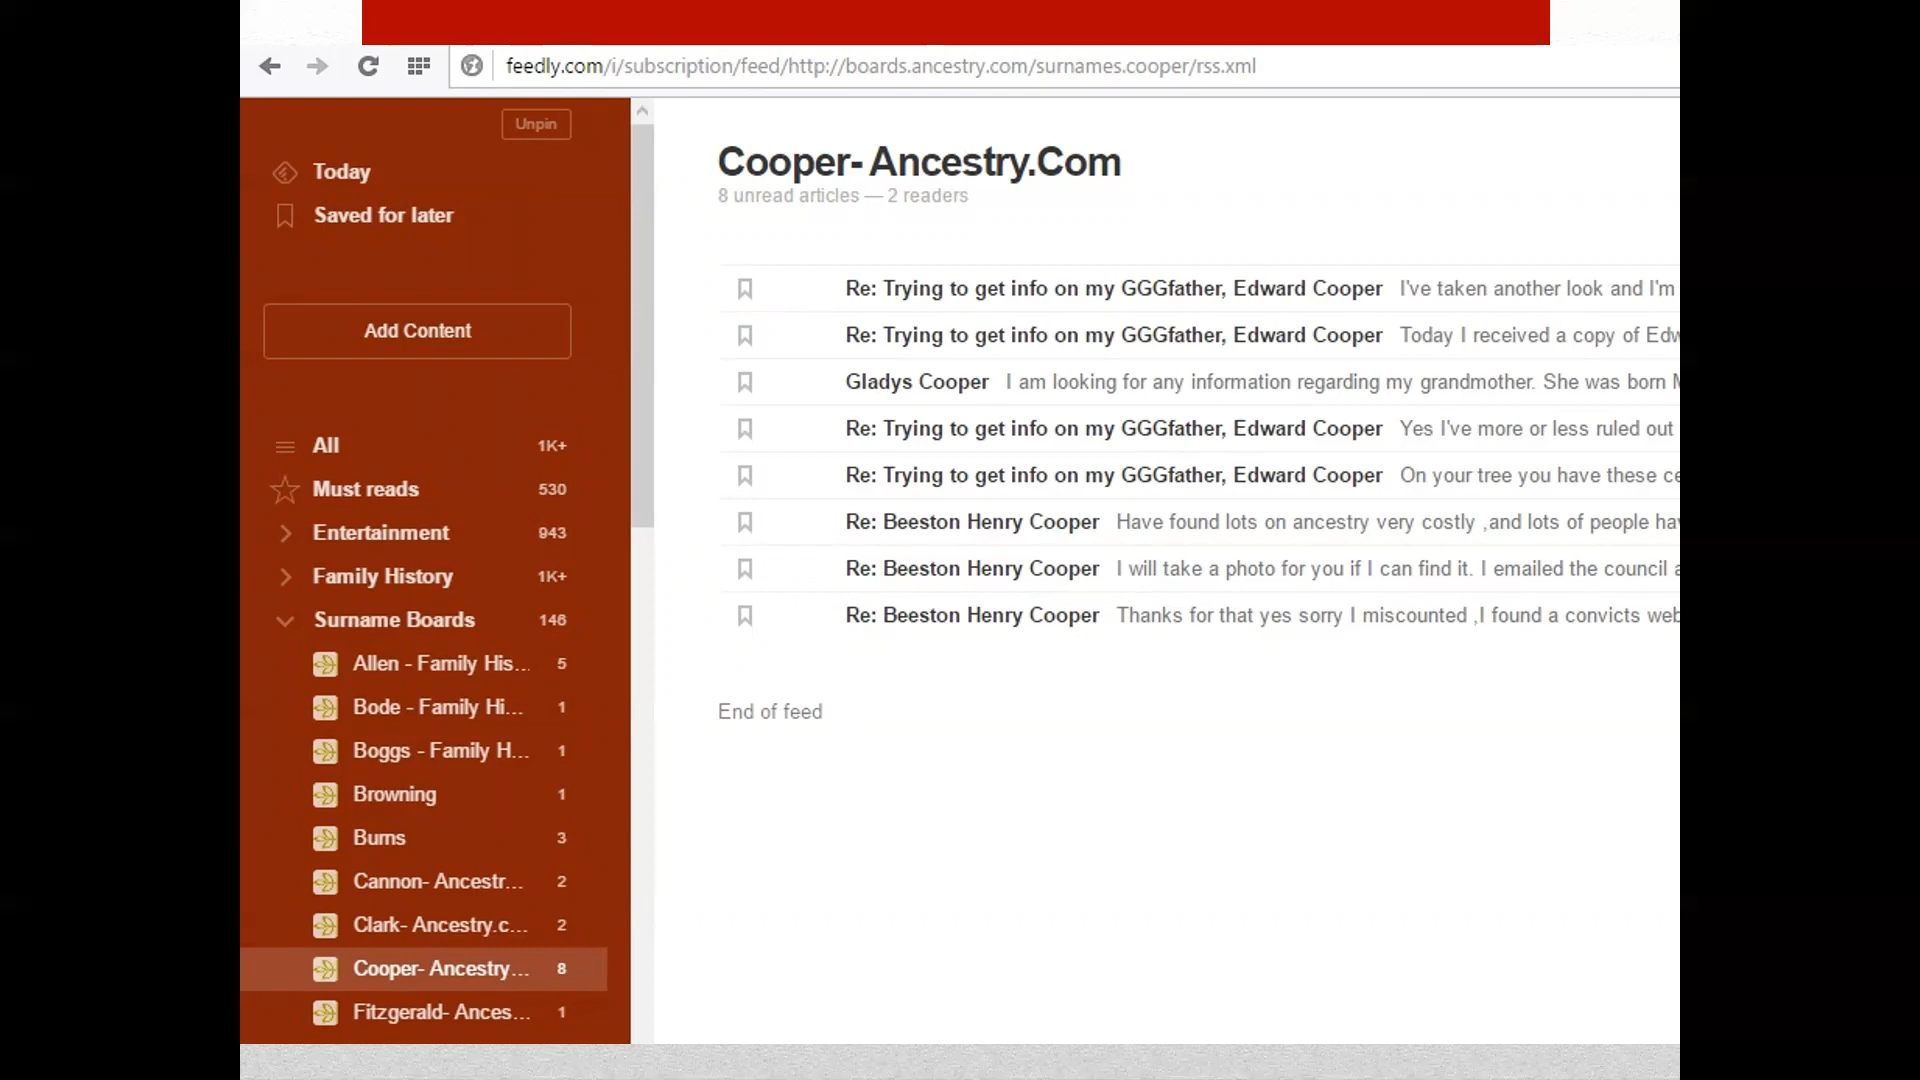 feedly.com/i/subscription/feed/http://boards.ancestry.com/surnames.cooper/rss.xml
Unpin
Today
Saved for later
Add Content
All 1K+
Must reads 530
Entertainment 943
Family History 1K+
Surname Boards 146
Allen - Family His... 5
Bode - Family Hi... 1
Boggs - Family H... 1
Browning 1
Burns 3
Cannon- Ancestr... 2
Clark- Ancestry.c... 2
Cooper- Ancestry... 8
Fitzgerald- Ances... 1
Cooper- Ancestry.Com
8 unread articles — 2 readers
Re: Trying to get info on my GGGfather, Edward Cooper I've taken another look and I'm
Re: Trying to get info on my GGGfather, Edward Cooper Today I received a copy of Edw
Gladys Cooper I am looking for any information regarding my grandmother. She was born
Re: Trying to get info on my GGGfather, Edward Cooper Yes I've more or less ruled out
Re: Trying to get info on my GGGfather, Edward Cooper On your tree you have these ce
Re: Beeston Henry Cooper Have found lots on ancestry very costly ,and lots of people hav
Re: Beeston Henry Cooper I will take a photo for you if I can find it. I emailed the council a
Re: Beeston Henry Cooper Thanks for that yes sorry I miscounted ,I found a convicts web
End of feed